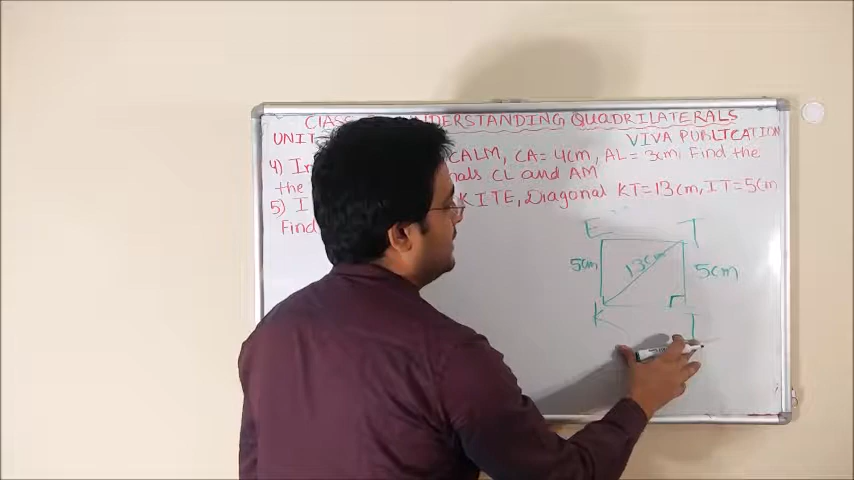 CLASS UNDERSTANDING QUADRILATERALS
UNIT VIVA PUBLICATION
4) In CALM, CA = 4cm, AL = 3cm, Find the
the nals CL and AM
5) I KITE, Diagonal KT = 13cm, IT = 5cm
Find
E T
5cm 13cm 5cm
K I